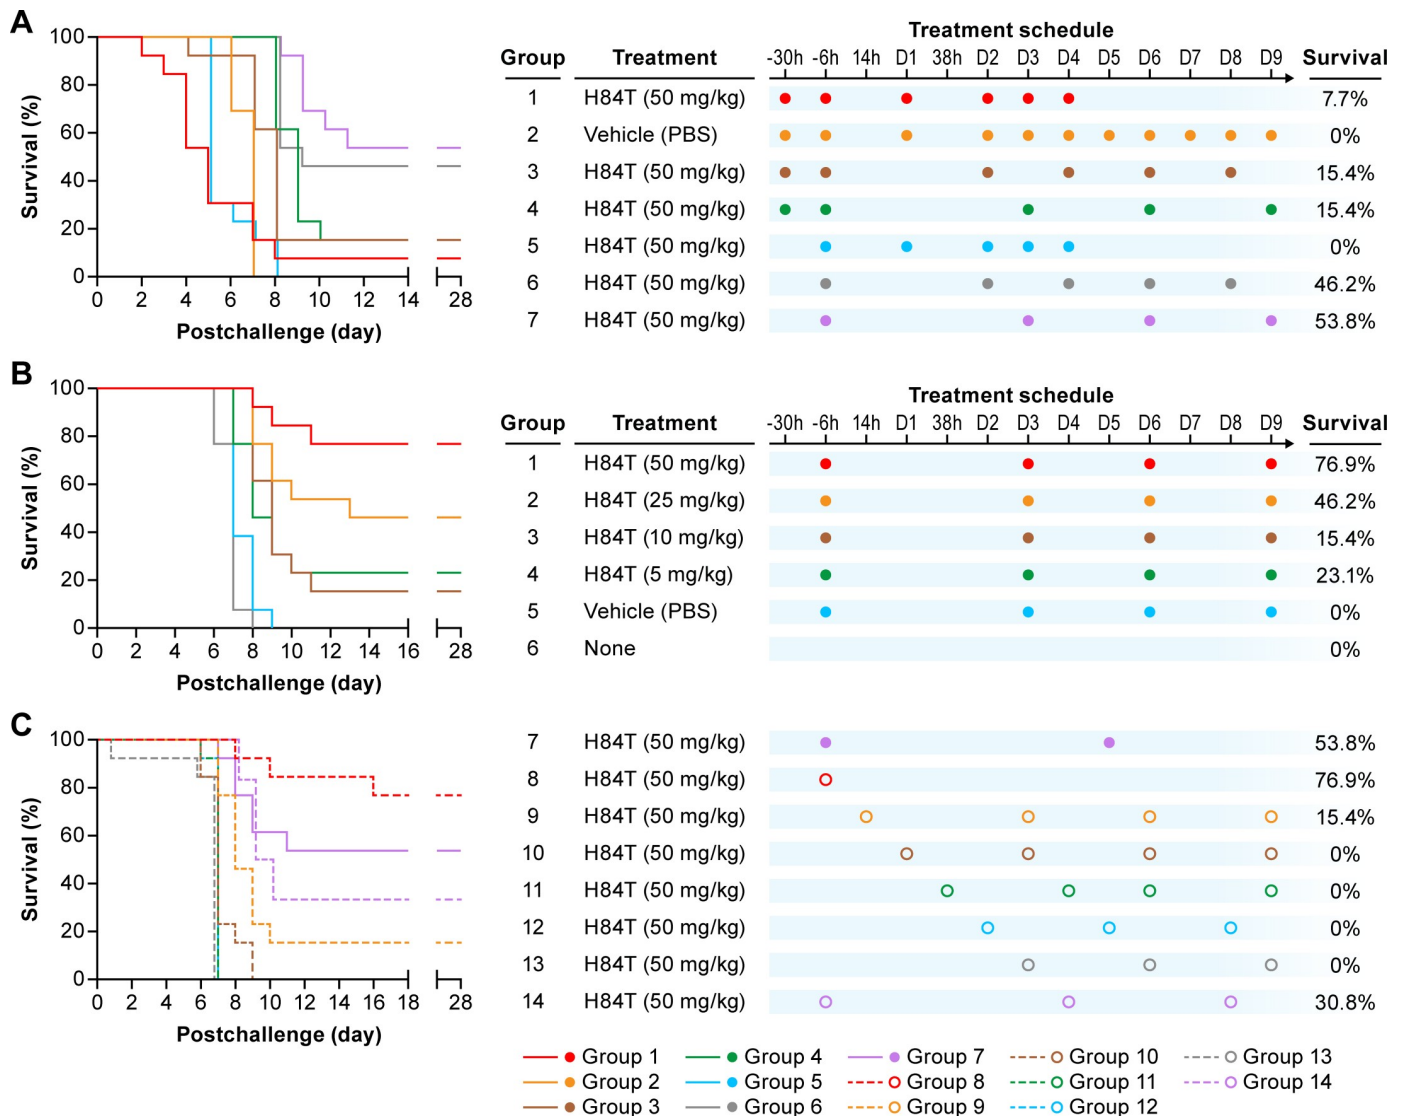 A
Survival (%)
100
80
60
40
20
0
0 2 4 6 8 10 12 14 28
Postchallenge (day)
Treatment schedule
Group Treatment -30h -6h 14h D1 38h D2 D3 D4 D5 D6 D7 D8 D9 Survival
1 H84T (50 mg/kg) 7.7%
2 Vehicle (PBS) 0%
3 H84T (50 mg/kg) 15.4%
4 H84T (50 mg/kg) 15.4%
5 H84T (50 mg/kg) 0%
6 H84T (50 mg/kg) 46.2%
7 H84T (50 mg/kg) 53.8%
B
Survival (%)
100
80
60
40
20
0
0 2 4 6 8 10 12 14 16 28
Postchallenge (day)
Treatment schedule
Group Treatment -30h -6h 14h D1 38h D2 D3 D4 D5 D6 D7 D8 D9 Survival
1 H84T (50 mg/kg) 76.9%
2 H84T (25 mg/kg) 46.2%
3 H84T (10 mg/kg) 15.4%
4 H84T (5 mg/kg) 23.1%
5 Vehicle (PBS) 0%
6 None 0%
C
Survival (%)
100
80
60
40
20
0
0 2 4 6 8 10 12 14 16 18 28
Postchallenge (day)
7 H84T (50 mg/kg) 53.8%
8 H84T (50 mg/kg) 76.9%
9 H84T (50 mg/kg) 15.4%
10 H84T (50 mg/kg) 0%
11 H84T (50 mg/kg) 0%
12 H84T (50 mg/kg) 0%
13 H84T (50 mg/kg) 0%
14 H84T (50 mg/kg) 30.8%
Group 1 Group 4 Group 7 Group 10 Group 13
Group 2 Group 5 Group 8 Group 11 Group 14
Group 3 Group 6 Group 9 Group 12